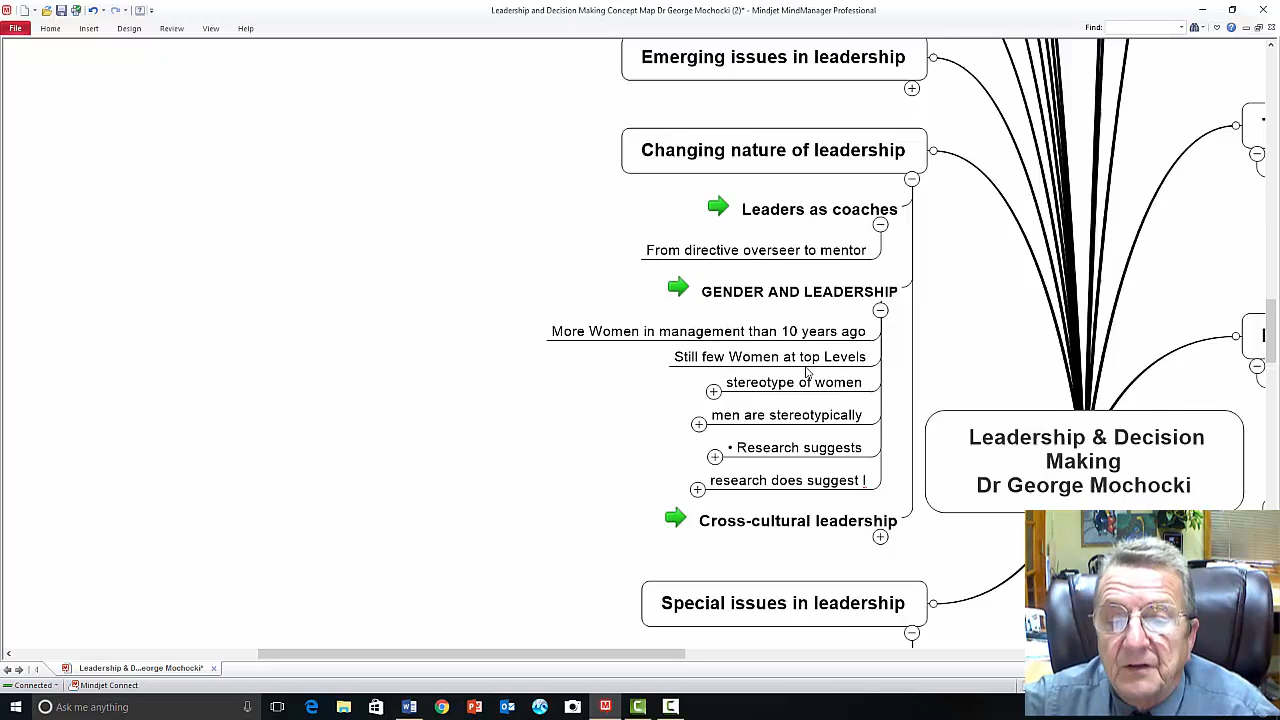 Leadership and Decision Making Concept Map Dr George Mochocki (2)* - Mindjet MindManager Professional
File Home Insert Design Review View Help Find:
Emerging issues in leadership
Changing nature of leadership
Leaders as coaches
From directive overseer to mentor
GENDER AND LEADERSHIP
More Women in management than 10 years ago
Still few Women at top Levels
stereotype of women
men are stereotypically
• Research suggests
research does suggest l
Cross-cultural leadership
Special issues in leadership
Leadership & Decision
Making
Dr George Mochocki
Leadership & D...eorge Mochocki*
Connected Mindjet Connect
Ask me anything